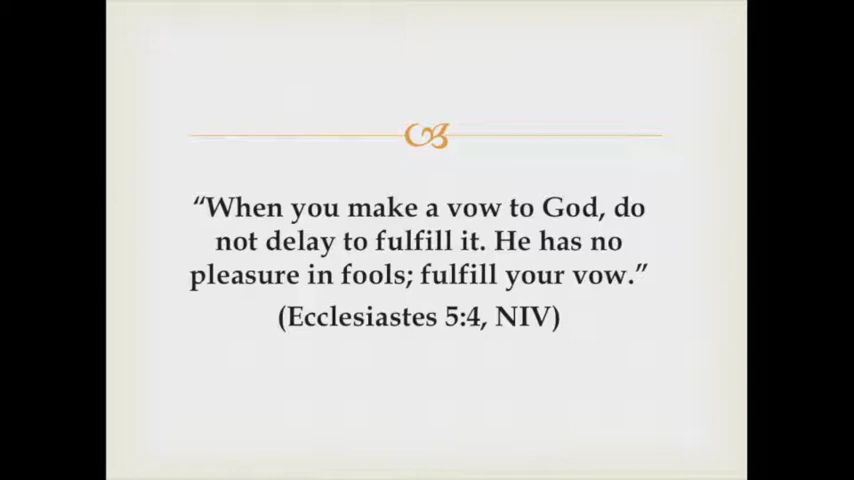 “When you make a vow to God, do
not delay to fulfill it. He has no
pleasure in fools; fulfill your vow.”
(Ecclesiastes 5:4, NIV)